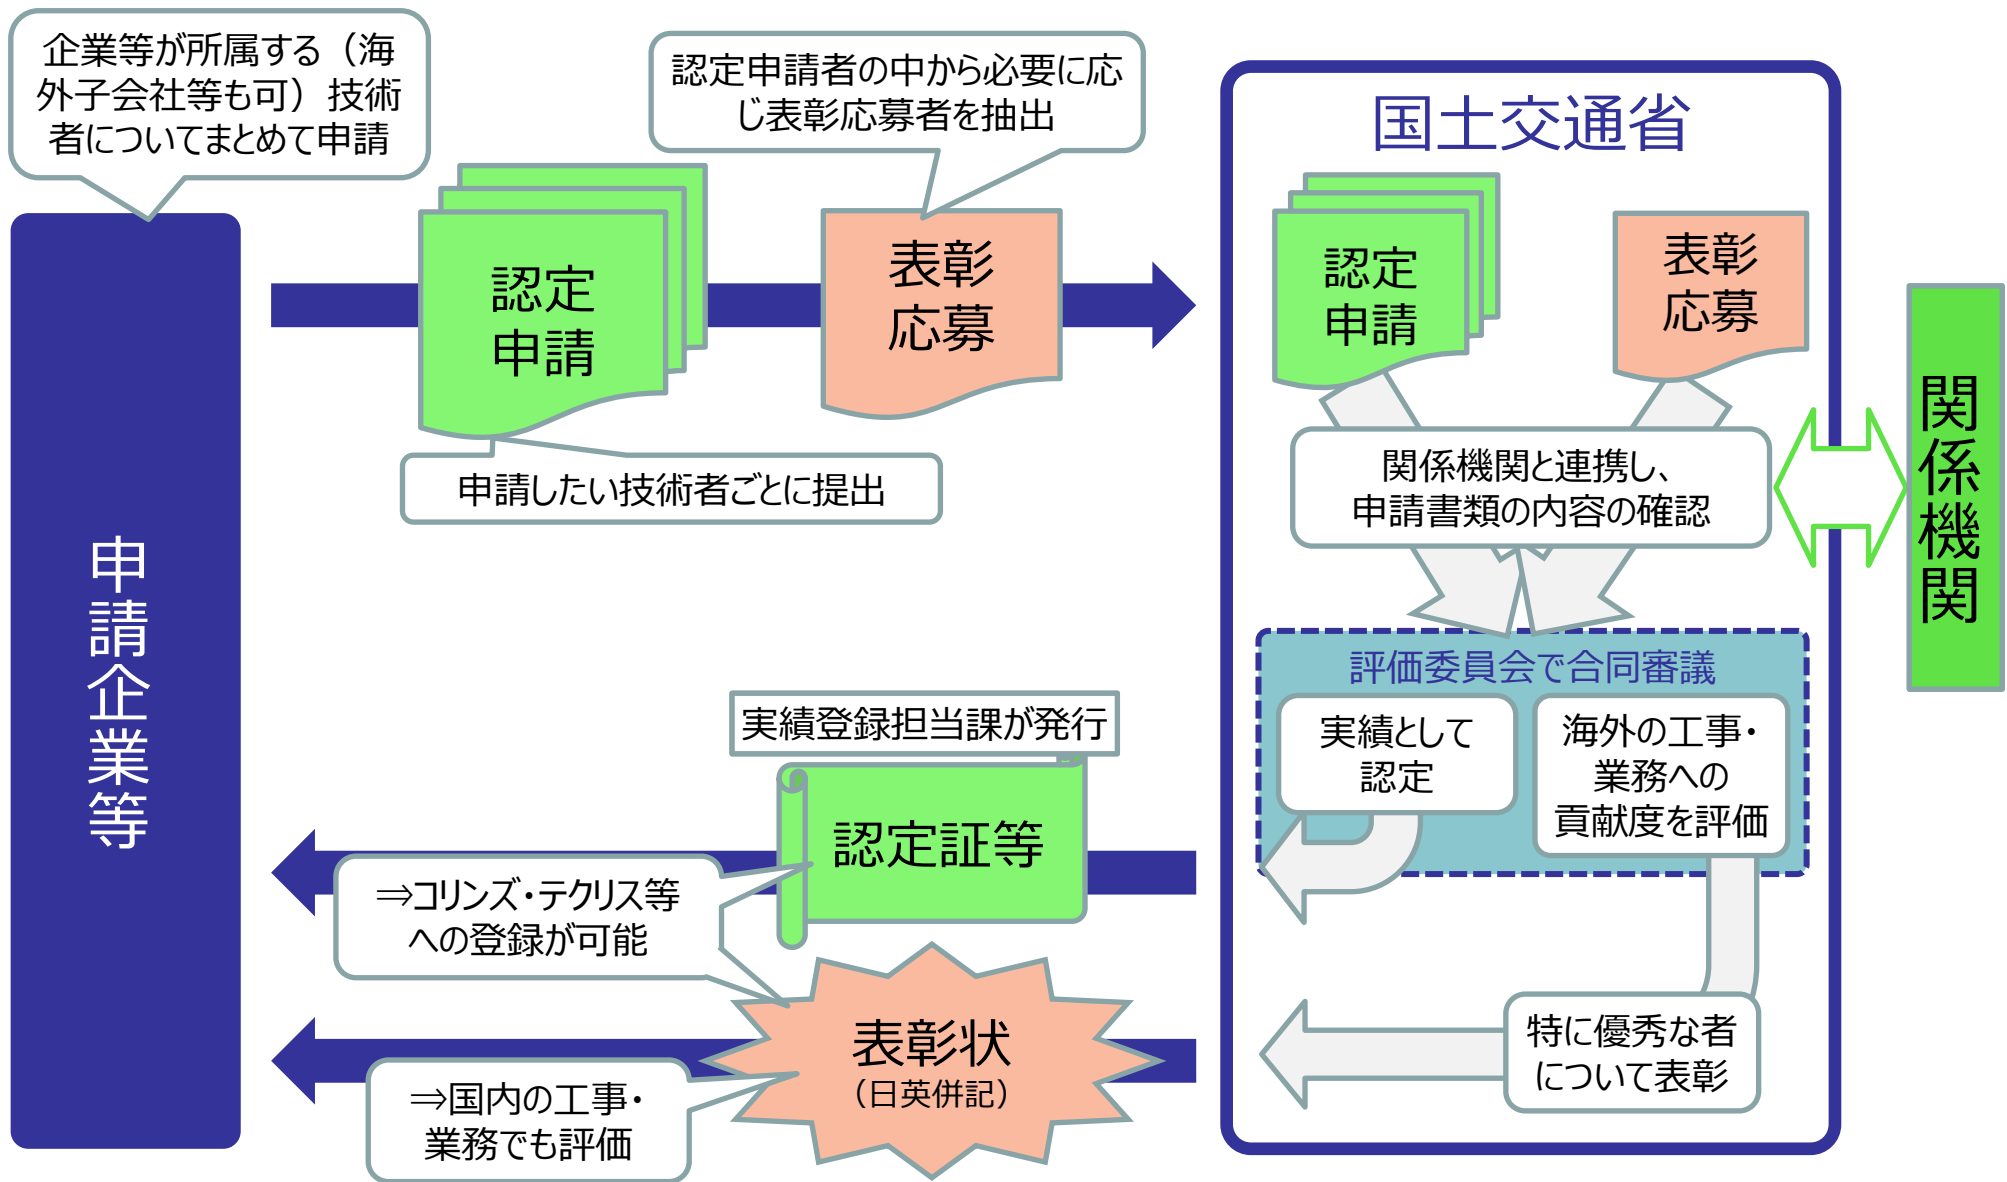 企業等が所属する（海
外子会社等も可）技術
者についてまとめて申請
認定申請者の中から必要に応
じ表彰応募者を抽出
国土交通省
認定
申請
表彰
応募
認定
申請
表彰
応募
申請したい技術者ごとに提出
関係機関と連携し、
申請書類の内容の確認
関係機関
申請企業等
評価委員会で合同審議
実績として
認定
海外の工事・
業務への
貢献度を評価
実績登録担当課が発行
認定証等
⇒コリンズ・テクリス等
への登録が可能
表彰状
（日英併記）
⇒国内の工事・
業務でも評価
特に優秀な者
について表彰